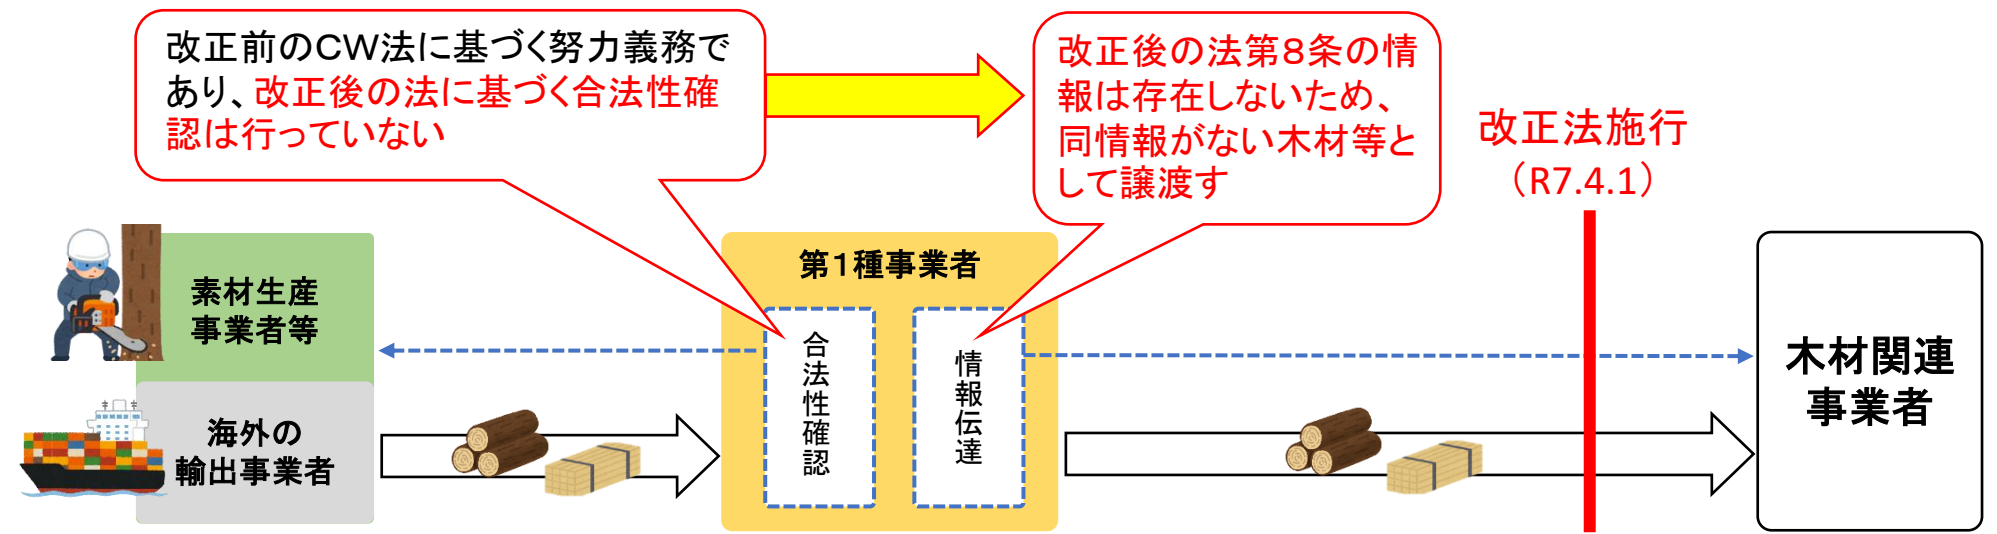 改正前のCW法に基づく努力義務で
あり、改正後の法に基づく合法性確
認は行っていない
改正後の法第8条の情
報は存在しないため、
同情報がない木材等と
して譲渡す
改正法施行
（R7.4.1）
素材生産
事業者等
海外の
輸出事業者
第1種事業者
合法性確認
情報伝達
木材関連
事業者